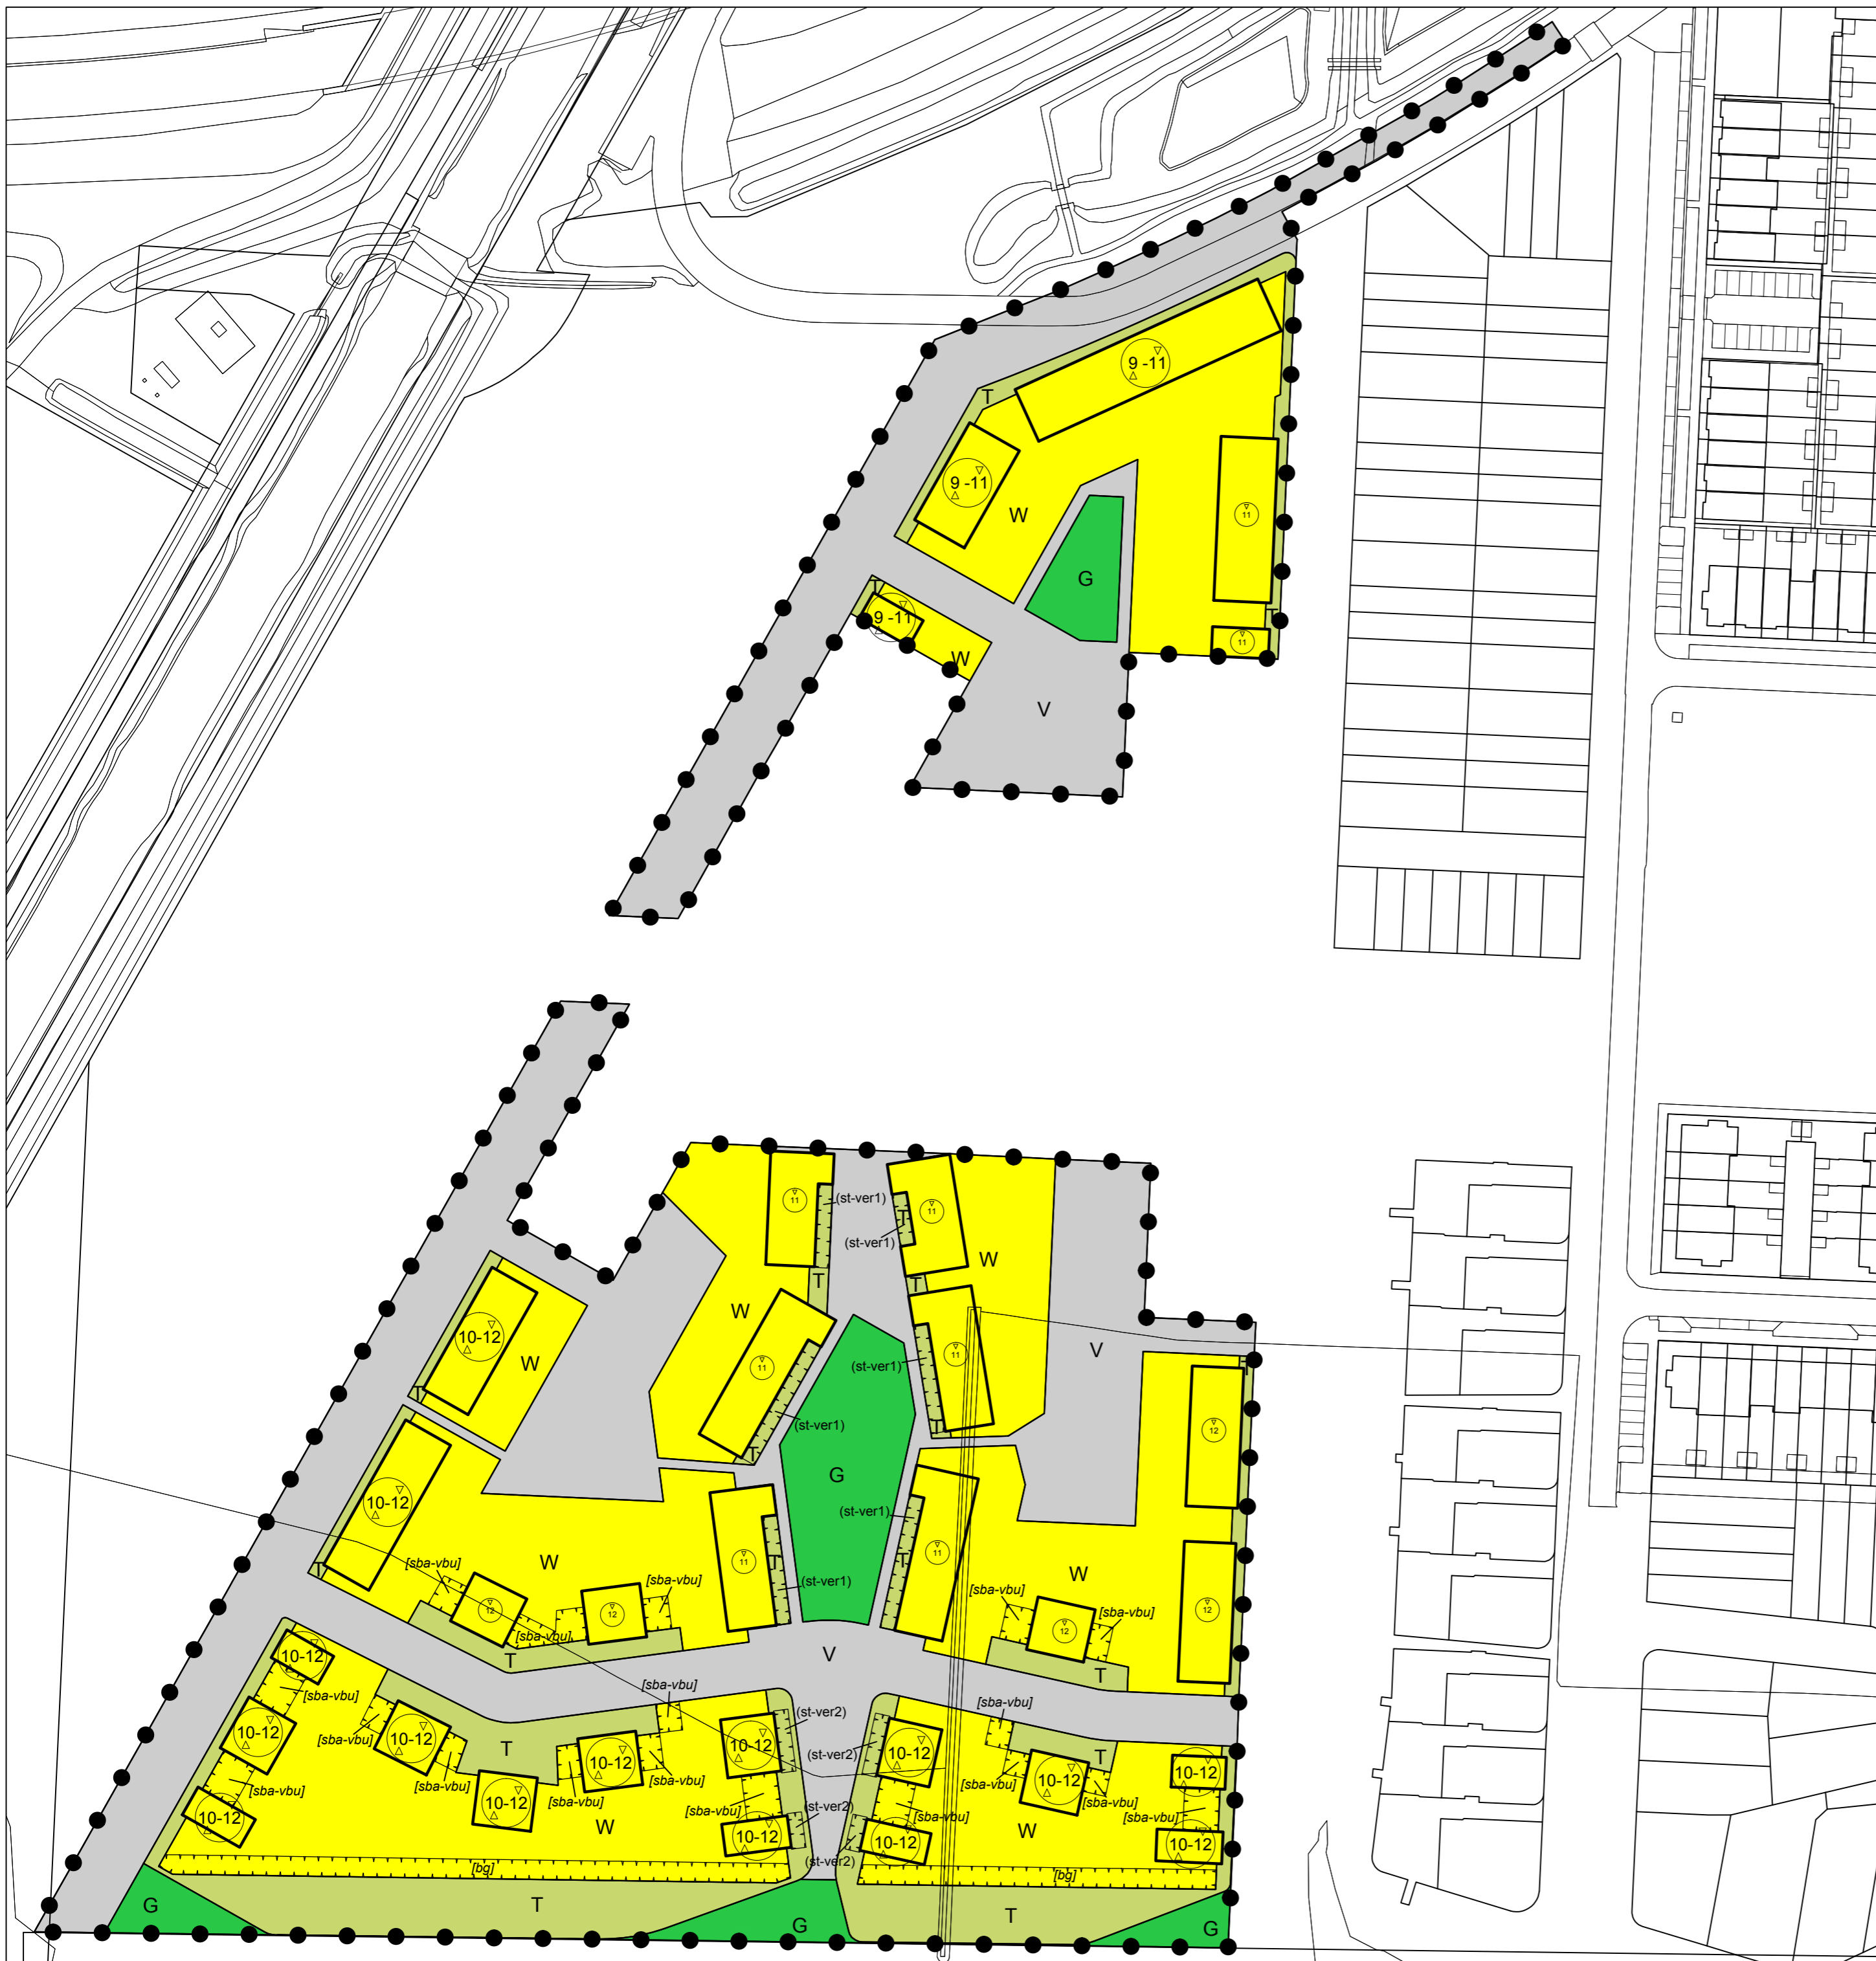 9 -11
T
9 -11
W
11
G
T
9 -11
T
11
W
V
11
(st-ver1)
T
11
(st-ver1)
W
T
T
W
10-12
V
W
11
11
(st-ver1)
T
T
12
(st-ver1)
T
T
G
10-12
(st-ver1)
11
T
11
T
W
[sba-vbu]
T
(st-ver1)
[sba-vbu]
W
[sba-vbu]
[sba-vbu]
12
12
12
12
[sba-vbu]
T
V
T
10-12
[sba-vbu]
[sba-vbu]
[sba-vbu]
(st-ver2)
10-12
10-12
[sba-vbu]
T
10-12
(st-ver2)
10-12
T
10-12
10-12
10-12
[sba-vbu]
[sba-vbu]
[sba-vbu]
[sba-vbu]
[sba-vbu]
10-12
[sba-vbu]
[sba-vbu]
(st-ver2)
[sba-vbu]
[sba-vbu]
10-12
W
10-12
10-12
W
10-12
(st-ver2)
[bg]
[bg]
G
T
G
T
G